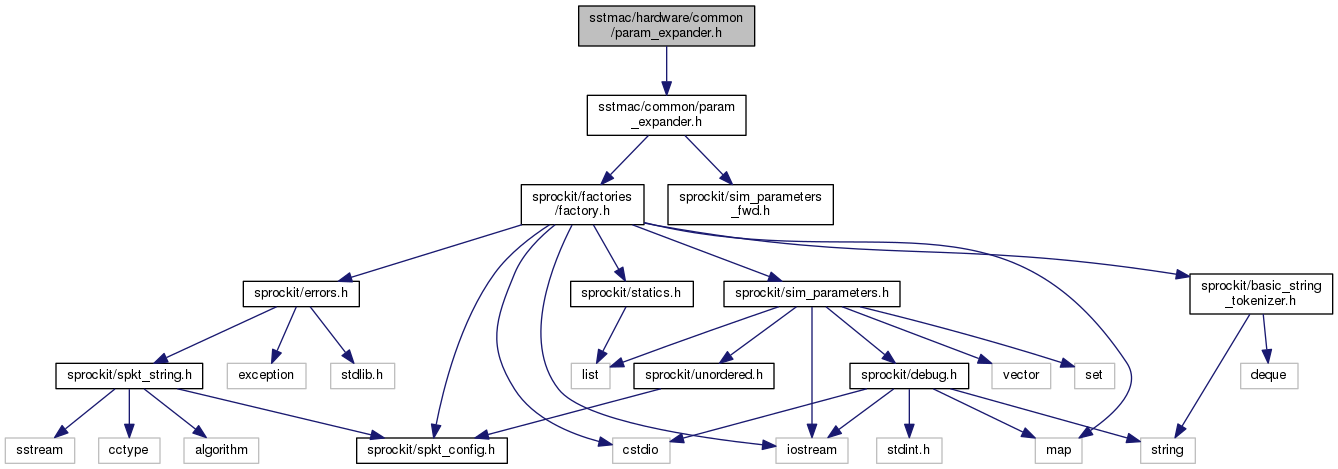 sstmac/hardware/common
/param_expander.h
sstmac/common/param
_expander.h
sprockit/factories
/factory.h
sprockit/sim_parameters
_fwd.h
sprockit/errors.h
sprockit/statics.h
sprockit/sim_parameters.h
sprockit/basic_string
_tokenizer.h
sprockit/spkt_string.h
exception
stdlib.h
list
sprockit/unordered.h
sprockit/debug.h
vector
set
deque
sstream
cctype
algorithm
sprockit/spkt_config.h
cstdio
iostream
stdint.h
map
string